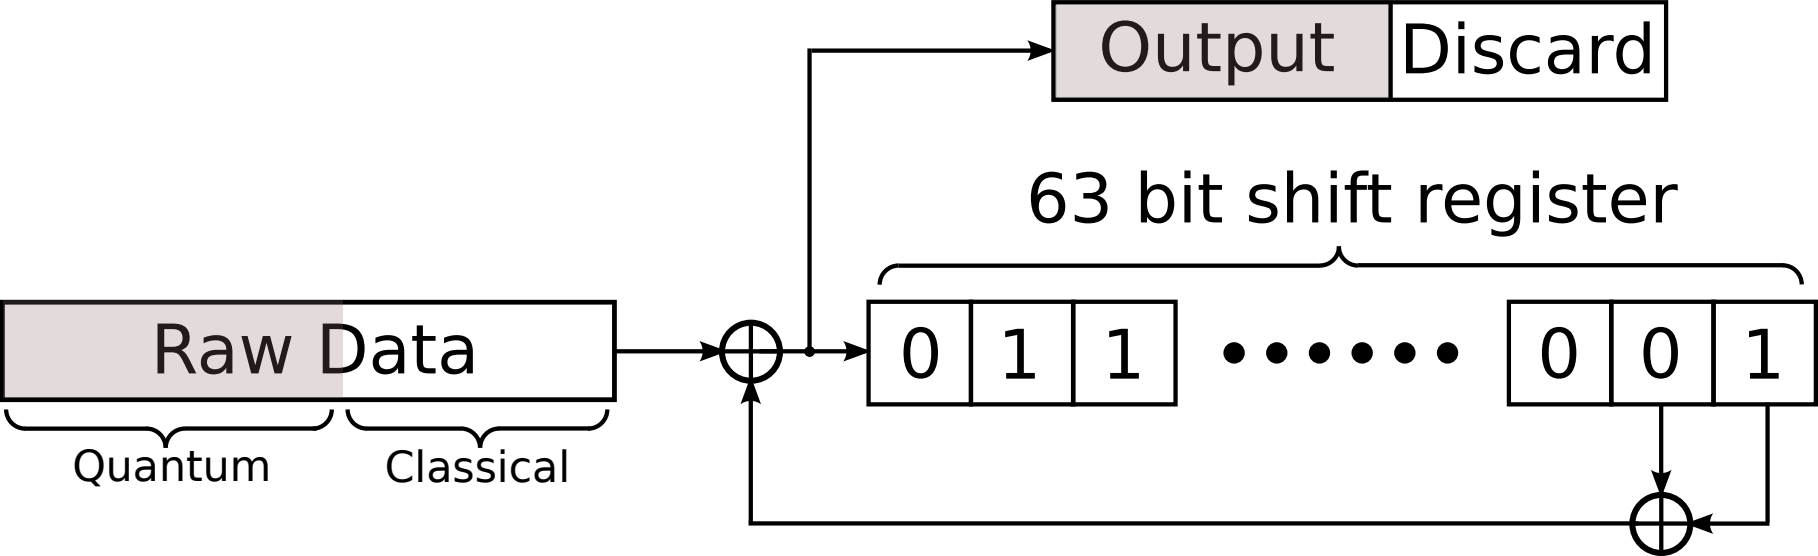 Output Discard
63 bit shift register
Raw Data
0 1 1 0 0 1
Quantum Classical